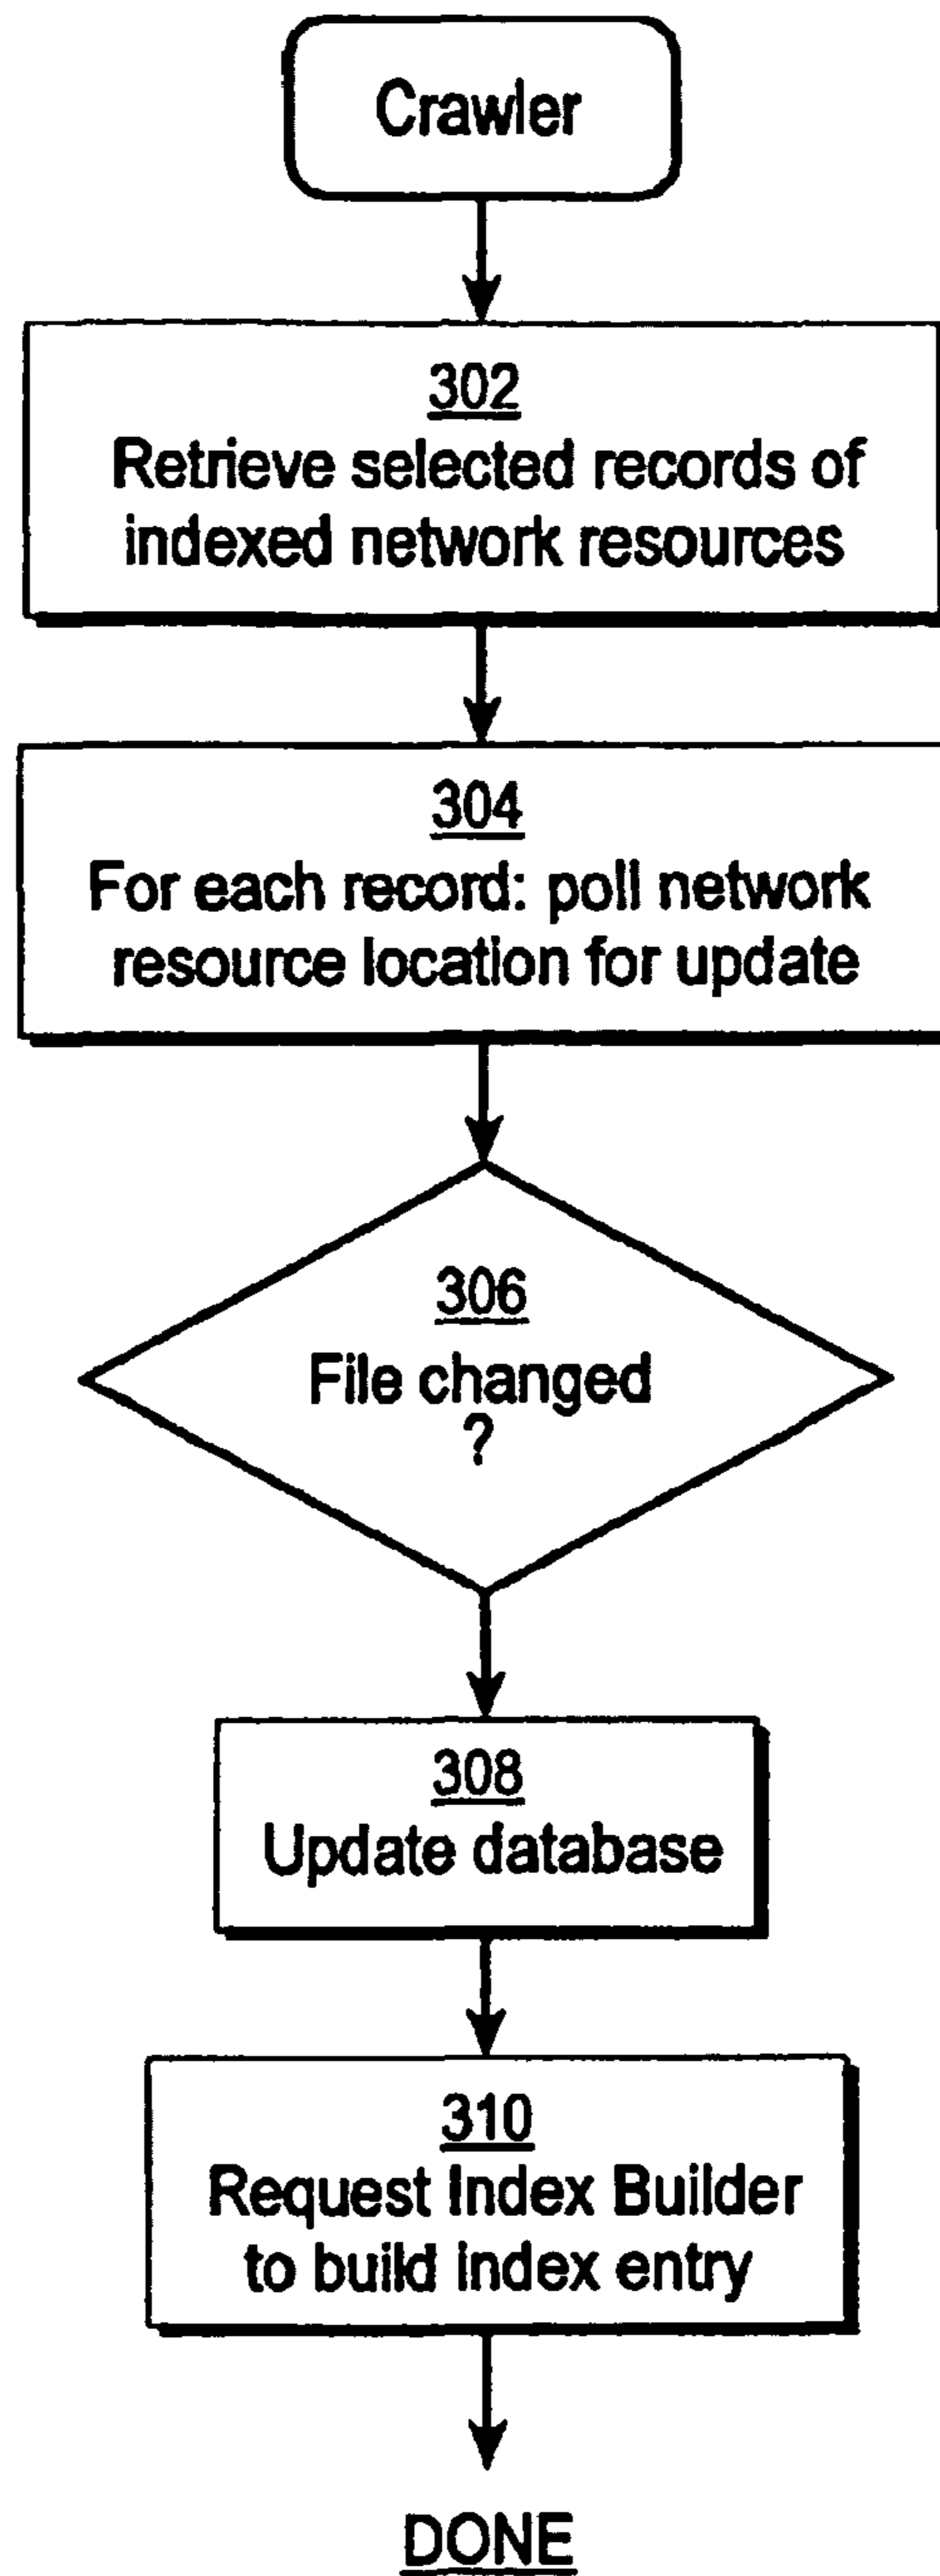 Crawler
302
Retrieve selected records of
indexed network resources
304
For each record: poll network
resource location for update
306
File changed
?
308
Update database
310
Request Index Builder
to build index entry
DONE